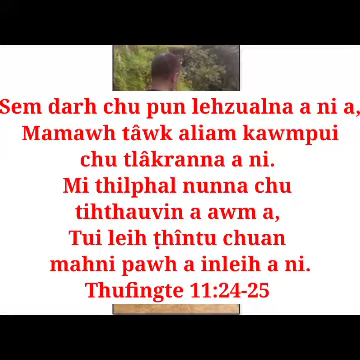 Sem darh chu pun lehzualna a ni a,
Mamawh tâwk aliam kawmpui
chu tlâkranna a ni.
Mi thilphal nunna chu
tihthauvin a awm a,
Tui leih ṭhîntu chuan
mahni pawh a inleih a ni.
Thufingte 11:24-25